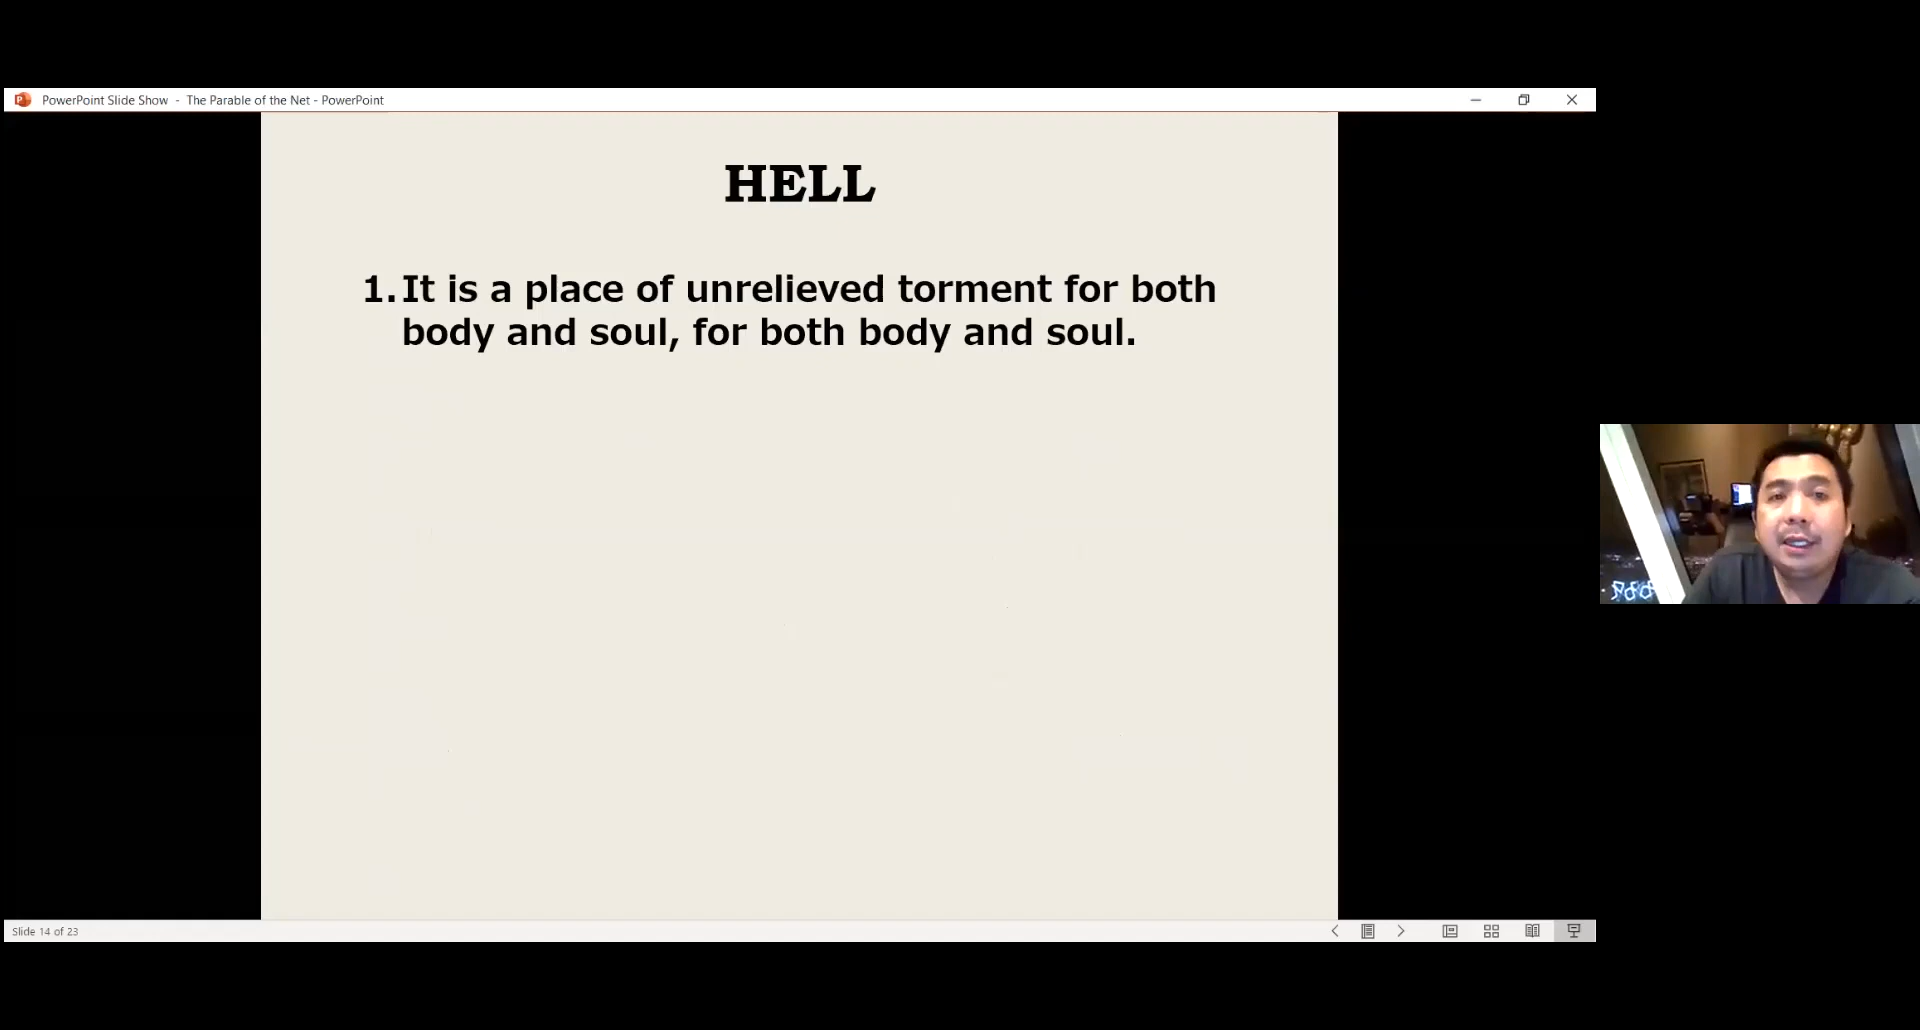 PowerPoint Slide Show - The Parable of the Net - PowerPoint
HELL
1. It is a place of unrelieved torment for both
body and soul, for both body and soul.
Slide 14 of 23